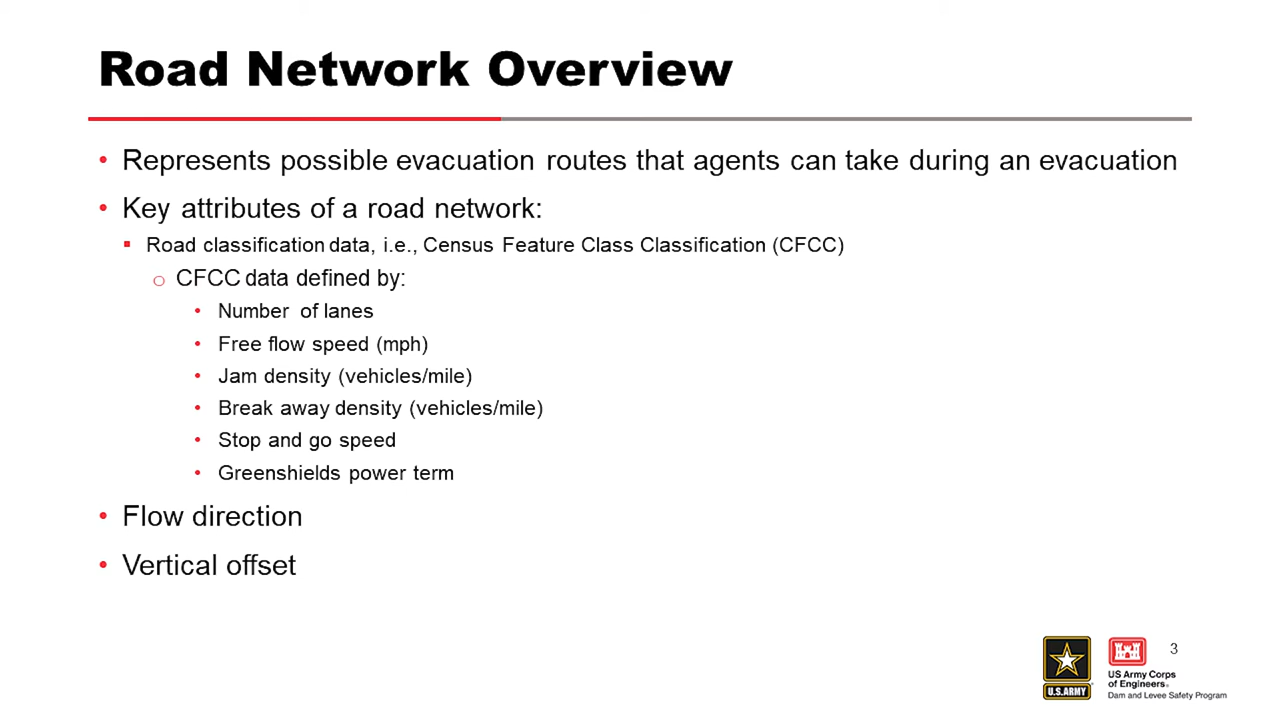 Road Network Overview
• Represents possible evacuation routes that agents can take during an evacuation
• Key attributes of a road network:
▪ Road classification data, i.e., Census Feature Class Classification (CFCC)
o CFCC data defined by:
• Number of lanes
• Free flow speed (mph)
• Jam density (vehicles/mile)
• Break away density (vehicles/mile)
• Stop and go speed
• Greenshields power term
• Flow direction
• Vertical offset
3
U.S.ARMY
US Army Corps
of Engineers®
Dam and Levee Safety Program